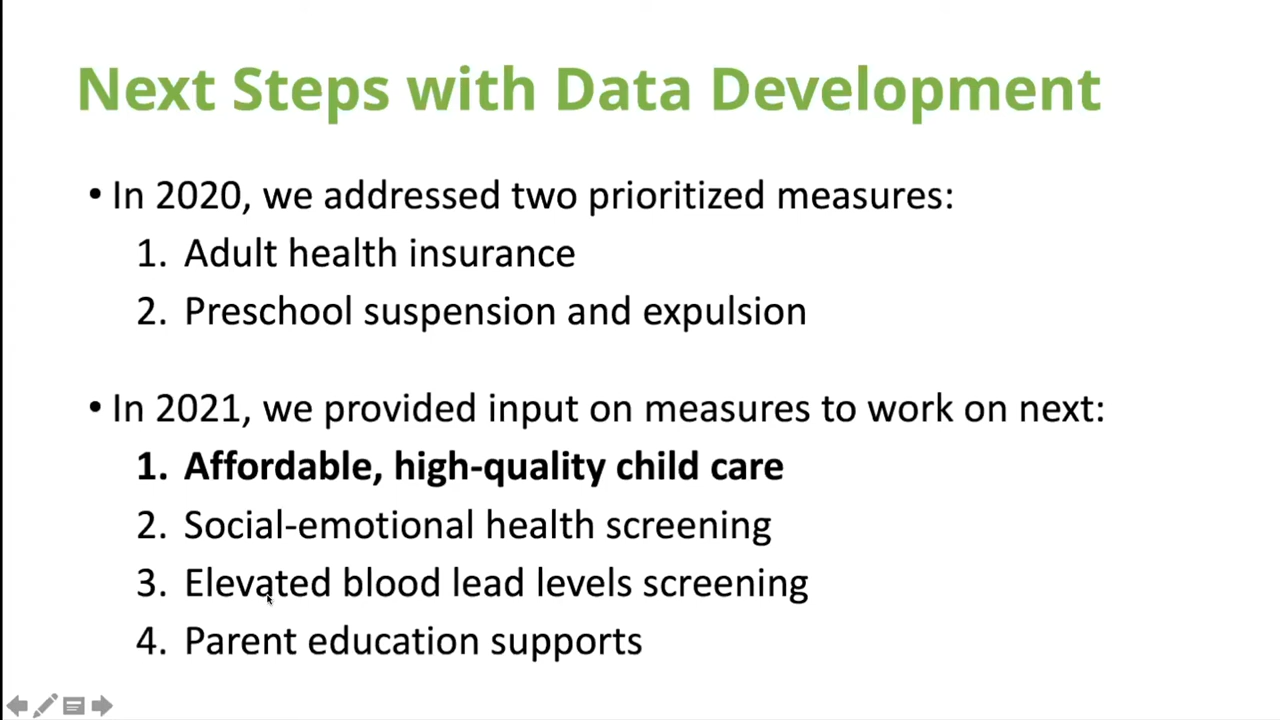 Next Steps with Data Development
• In 2020, we addressed two prioritized measures:
1. Adult health insurance
2. Preschool suspension and expulsion
• In 2021, we provided input on measures to work on next:
1. Affordable, high-quality child care
2. Social-emotional health screening
3. Elevated blood lead levels screening
4. Parent education supports